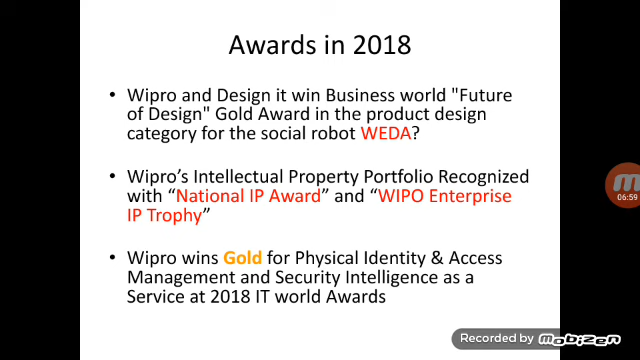 Awards in 2018
• Wipro and Design it win Business world "Future
of Design" Gold Award in the product design
category for the social robot WEDA?
• Wipro's Intellectual Property Portfolio Recognized
with “National IP Award” and “WIPO Enterprise
IP Trophy”
• Wipro wins Gold for Physical Identity & Access
Management and Security Intelligence as a
Service at 2018 IT world Awards
06:59
Recorded by mobizen